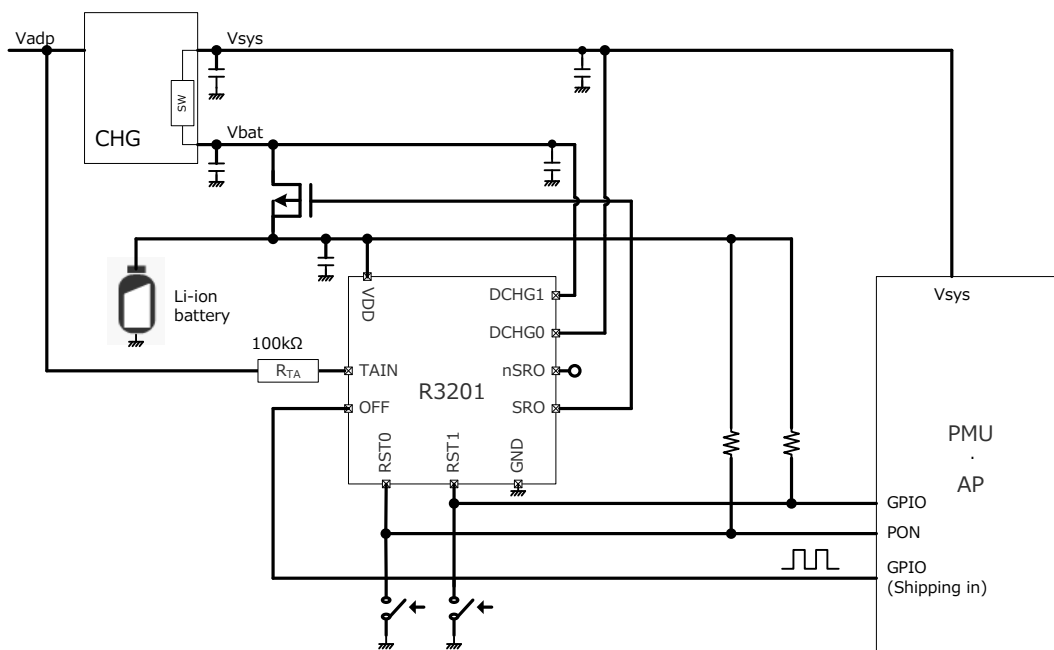 Vadp
Vsys
SW
CHG
Vbat
Li-ion
battery
VDD
DCHG1
DCHG0
Vsys
100kΩ
RTA
TAIN
nSRO
R3201
OFF
SRO
RST0
RST1
GND
PMU
·
AP
GPIO
PON
GPIO
(Shipping in)